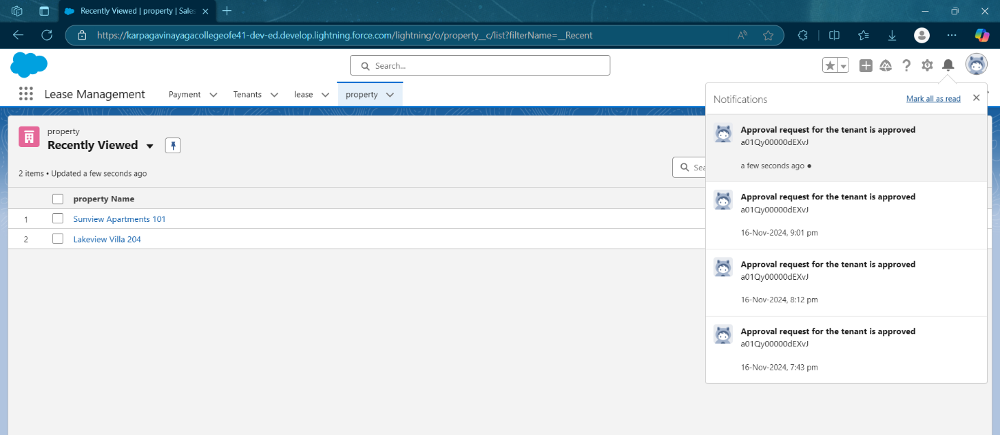 Recently Viewed | property | Sales
https://karpagavinayagacollegeofe41-dev-ed.develop.lightning.force.com/lightning/o/property__c/list?filterName=__Recent
Search...
Lease Management
Payment
Tenants
lease
property
Notifications
Mark all as read
property
Recently Viewed
2 items • Updated a few seconds ago
Sea
property Name
1 Sunview Apartments 101
2 Lakeview Villa 204
Approval request for the tenant is approved
a01Qy00000dEXvJ
a few seconds ago •
Approval request for the tenant is approved
a01Qy00000dEXvJ
16-Nov-2024, 9:01 pm
Approval request for the tenant is approved
a01Qy00000dEXvJ
16-Nov-2024, 8:12 pm
Approval request for the tenant is approved
a01Qy00000dEXvJ
16-Nov-2024, 7:43 pm